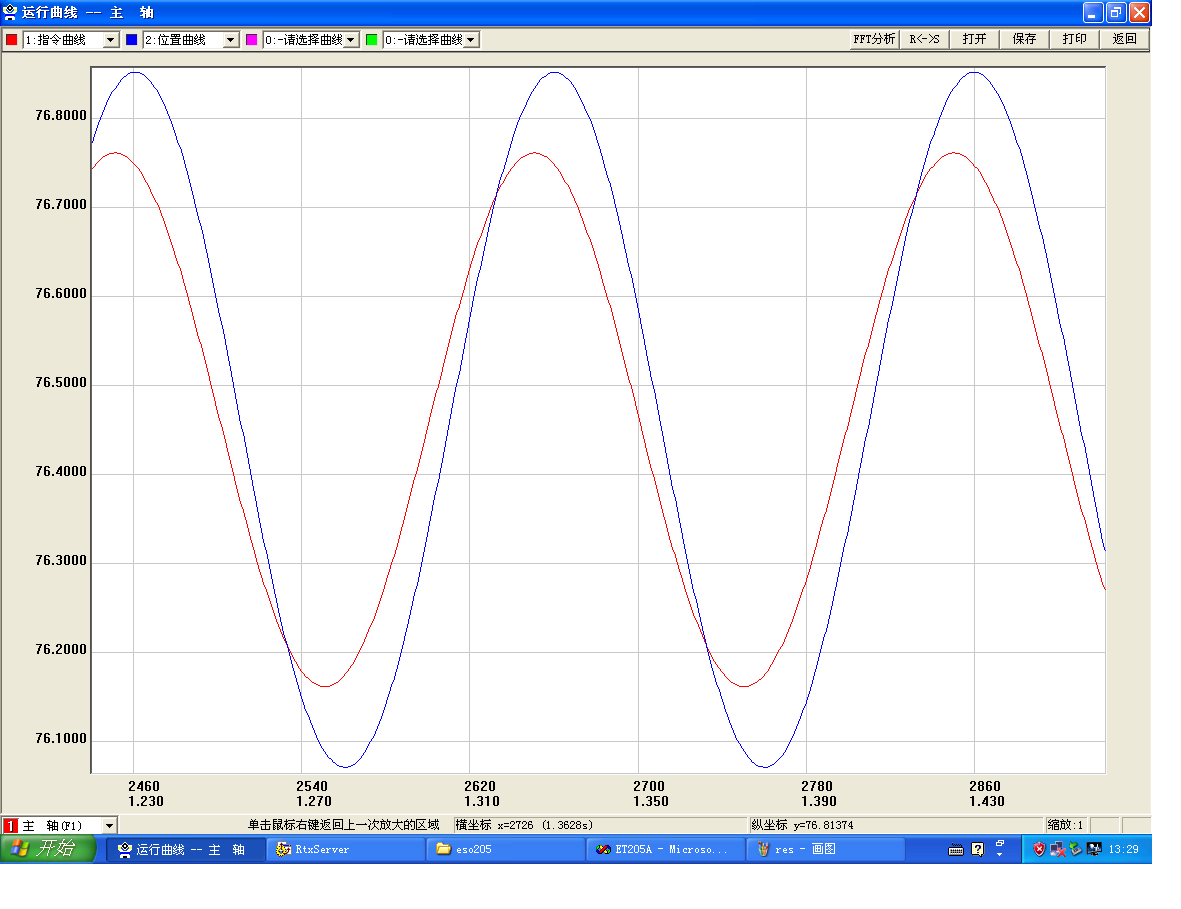 运行曲线 -- 主 轴
1:指令曲线 2:位置曲线 0:-请选择曲线 0:-请选择曲线 FFT分析 R<->S 打开 保存 打印 返回
76.8000
76.7000
76.6000
76.5000
76.4000
76.3000
76.2000
76.1000
2460 2540 2620 2700 2780 2860
1.230 1.270 1.310 1.350 1.390 1.430
1 主 轴(F1) 单击鼠标右键返回上一次放大的区域 横坐标 x=2726 (1.3628s) 纵坐标 y=76.81374 缩放:1
开始 运行曲线 -- 主 轴 RtxServer eso205 ET205A - Microso... res - 画图 13:29